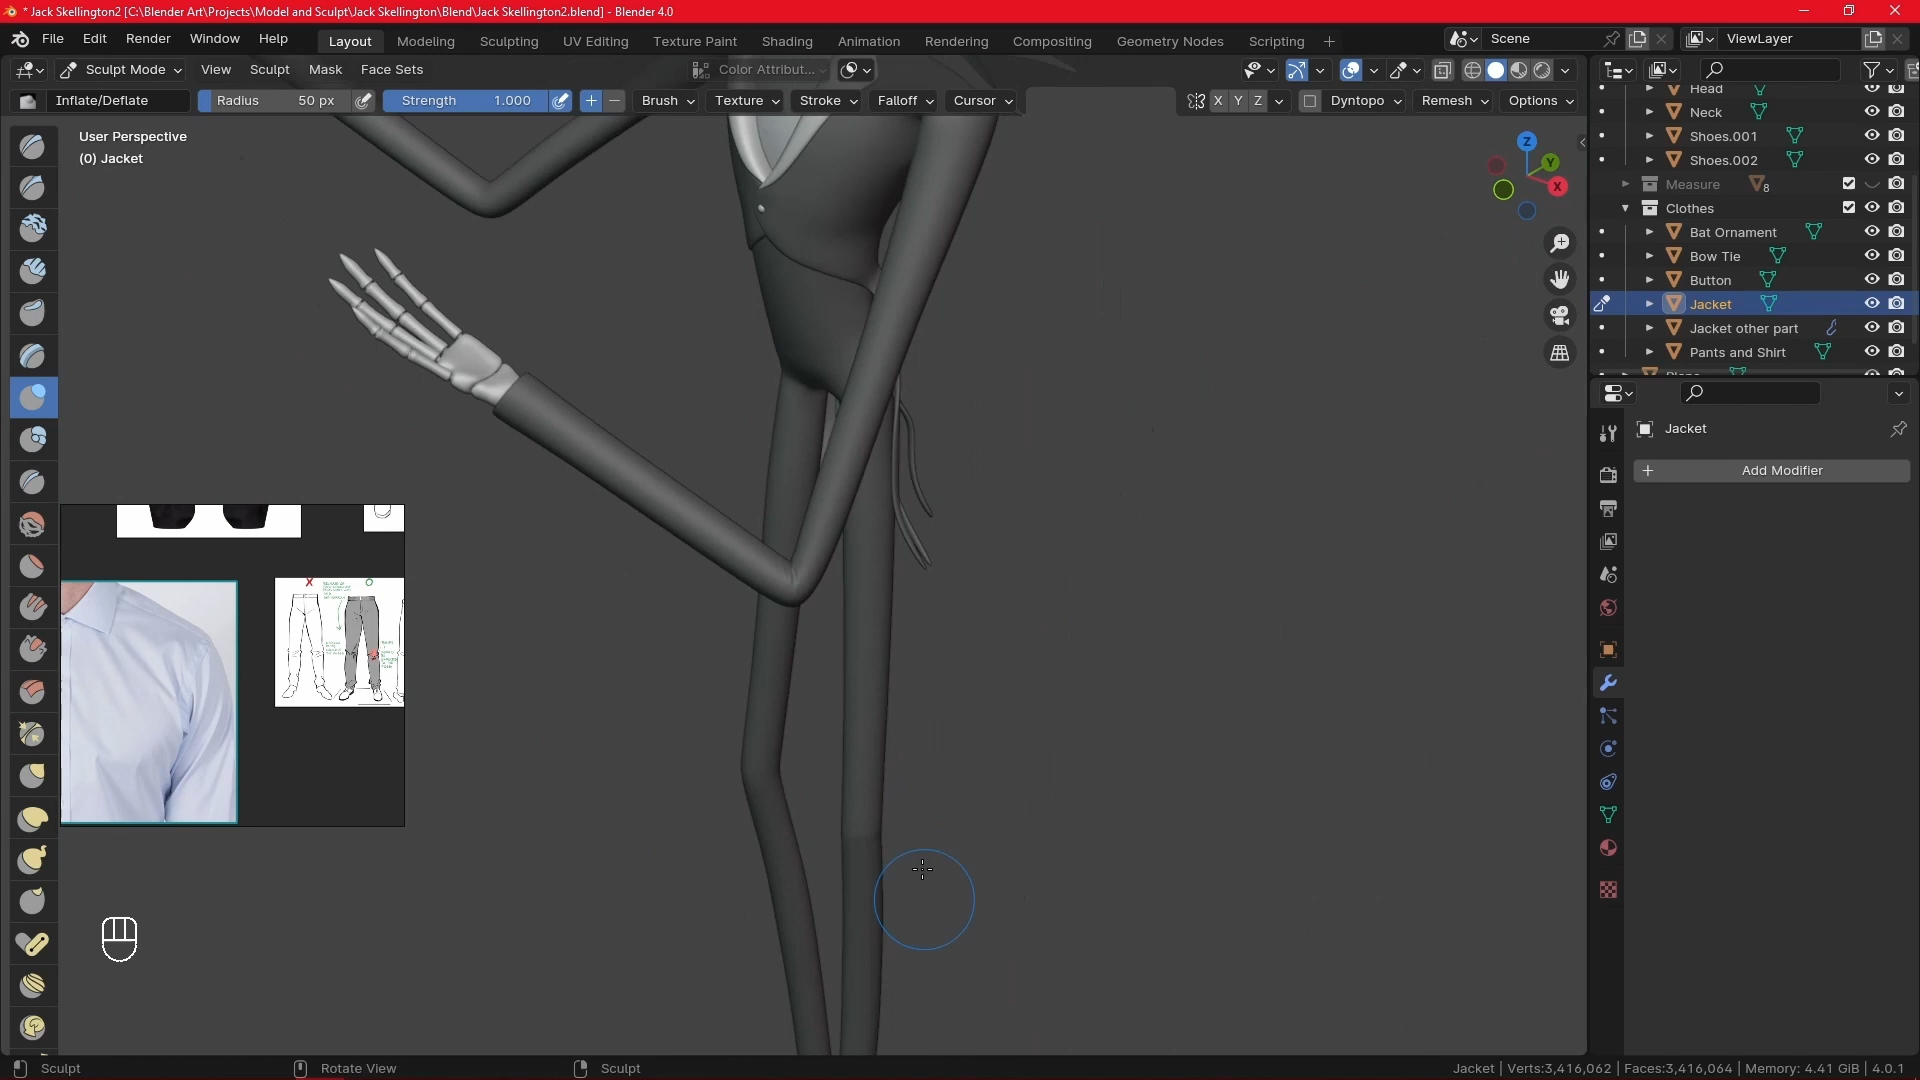 * Jack Skellington2 [C:\Blender Art\Projects\Model and Sculpt\Jack Skellington\Blend\Jack Skellington2.blend] - Blender 4.0
File Edit Render Window Help Layout Modeling Sculpting UV Editing Texture Paint Shading Animation Rendering Compositing Geometry Nodes Scripting + Scene ViewLayer
Sculpt Mode View Sculpt Mask Face Sets Color Attribut...
Inflate/Deflate Radius 50 px Strength 1.000 Brush Texture Stroke Falloff Cursor X Y Z Dyntopo Remesh Options
User Perspective
(0) Jacket
Z
Y
X
Head
Neck
Shoes.001
Shoes.002
Measure 8
Clothes
Bat Ornament
Bow Tie
Button
Jacket
Jacket other part
Pants and Shirt
Jacket
+ Add Modifier
Sculpt Rotate View Sculpt Jacket | Verts:3,416,062 | Faces:3,416,064 | Memory: 4.41 GiB | 4.0.1